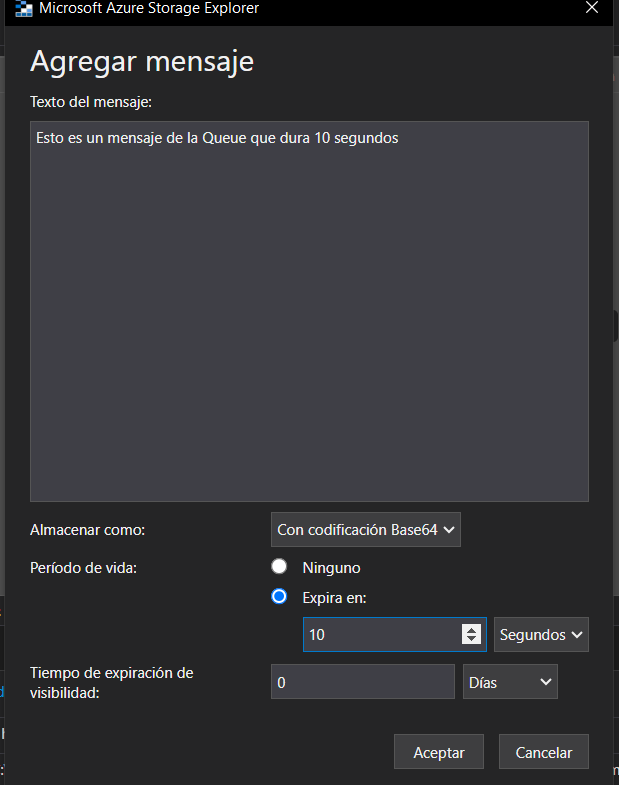 Microsoft Azure Storage Explorer
Agregar mensaje
Texto del mensaje:
Esto es un mensaje de la Queue que dura 10 segundos
Almacenar como:
Con codificación Base64
Período de vida:
Ninguno
Expira en:
10
Segundos
Tiempo de expiración de
visibilidad:
0
Días
Aceptar
Cancelar